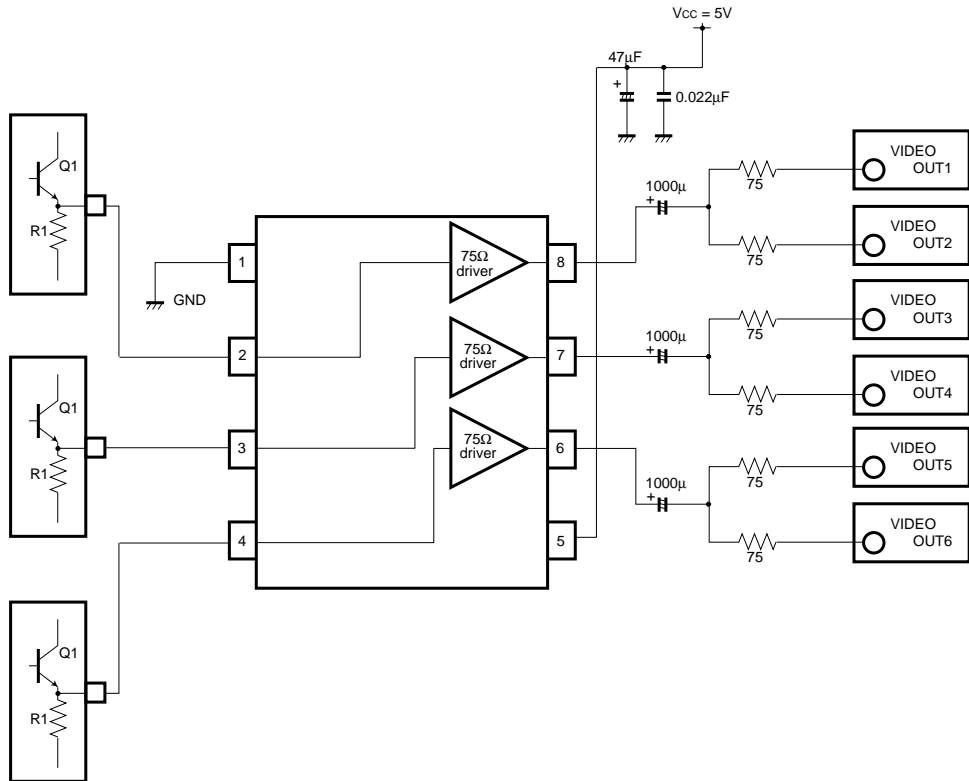 VCC = 5V
47μF
+
0.022μF
Q1
R1
VIDEO
OUT1
75
1000μ
+
VIDEO
OUT2
75
1
GND
75Ω
driver
8
2
75Ω
driver
7
VIDEO
OUT3
75
1000μ
+
VIDEO
OUT4
75
Q1
R1
3
75Ω
driver
6
VIDEO
OUT5
75
1000μ
+
VIDEO
OUT6
75
4
5
Q1
R1